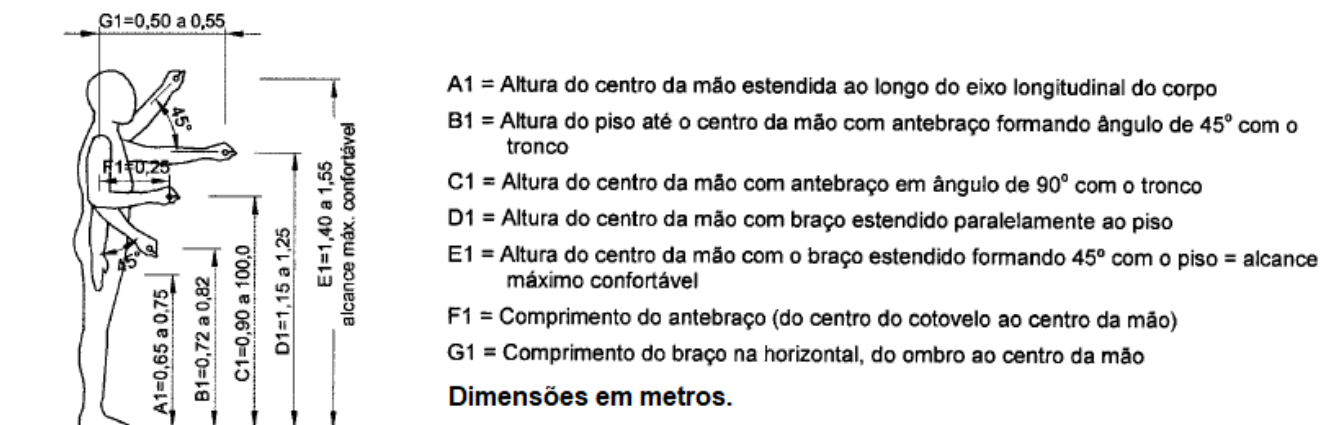 G1=0,50 a 0,55
45°
F1=0,25
45°
A1=0,65 a 0,75
B1=0,72 a 0,82
C1=0,90 a 100,0
D1=1,15 a 1,25
E1=1,40 a 1,55
alcance máx. confortável
A1 = Altura do centro da mão estendida ao longo do eixo longitudinal do corpo
B1 = Altura do piso até o centro da mão com antebraço formando ângulo de 45º com o
tronco
C1 = Altura do centro da mão com antebraço em ângulo de 90º com o tronco
D1 = Altura do centro da mão com braço estendido paralelamente ao piso
E1 = Altura do centro da mão com o braço estendido formando 45º com o piso = alcance
máximo confortável
F1 = Comprimento do antebraço (do centro do cotovelo ao centro da mão)
G1 = Comprimento do braço na horizontal, do ombro ao centro da mão
Dimensões em metros.